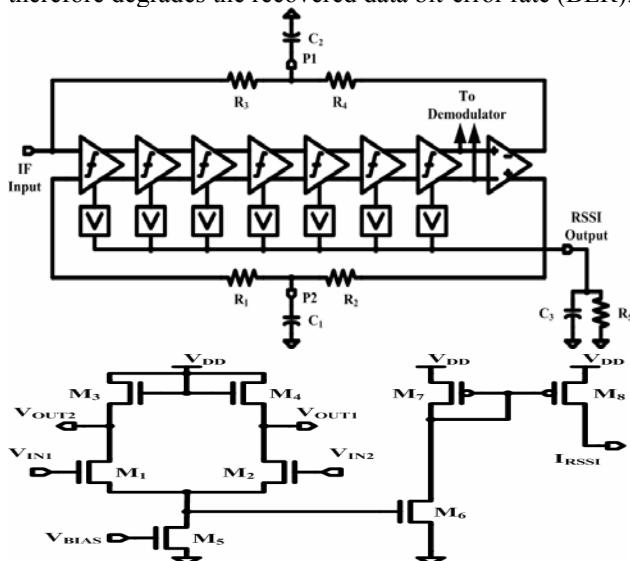 therefore degrades the recovered data bit error rate (BER).
C2
P1
R3 R4
To
Demodulator
IF
Input
V V V V V V V
RSSI
Output
R1 P2 R2
C1
C3 R5
VDD VDD VDD
M3 M4 M7 M8
VOUT2 VOUT1
VIN1 M1 M2 VIN2 IRSSI
M6
VBIAS M5